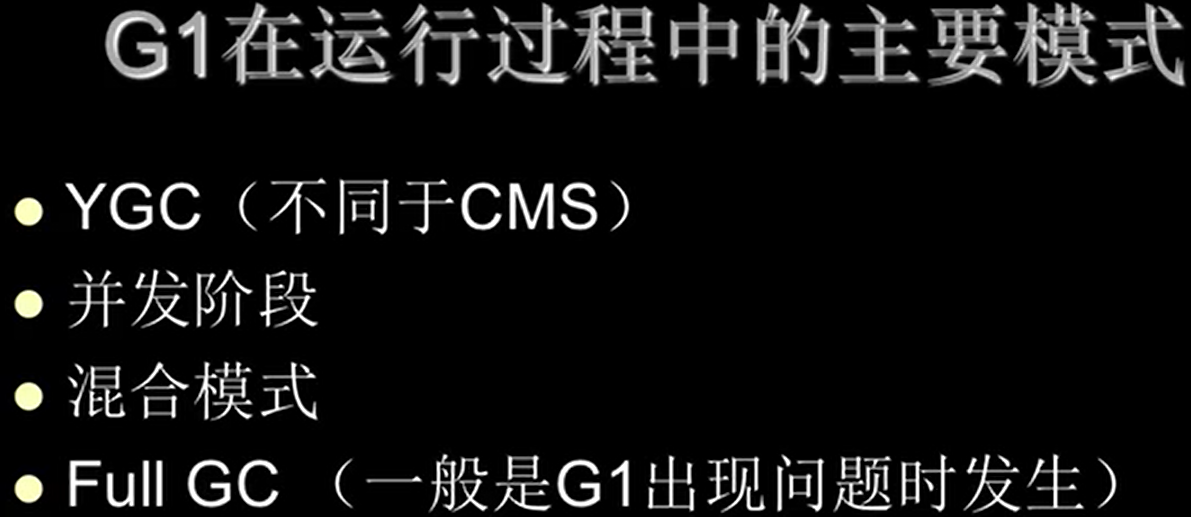 G1在运行过程中的主要模式
YGC（不同于CMS）
并发阶段
混合模式
Full GC （一般是G1出现问题时发生）